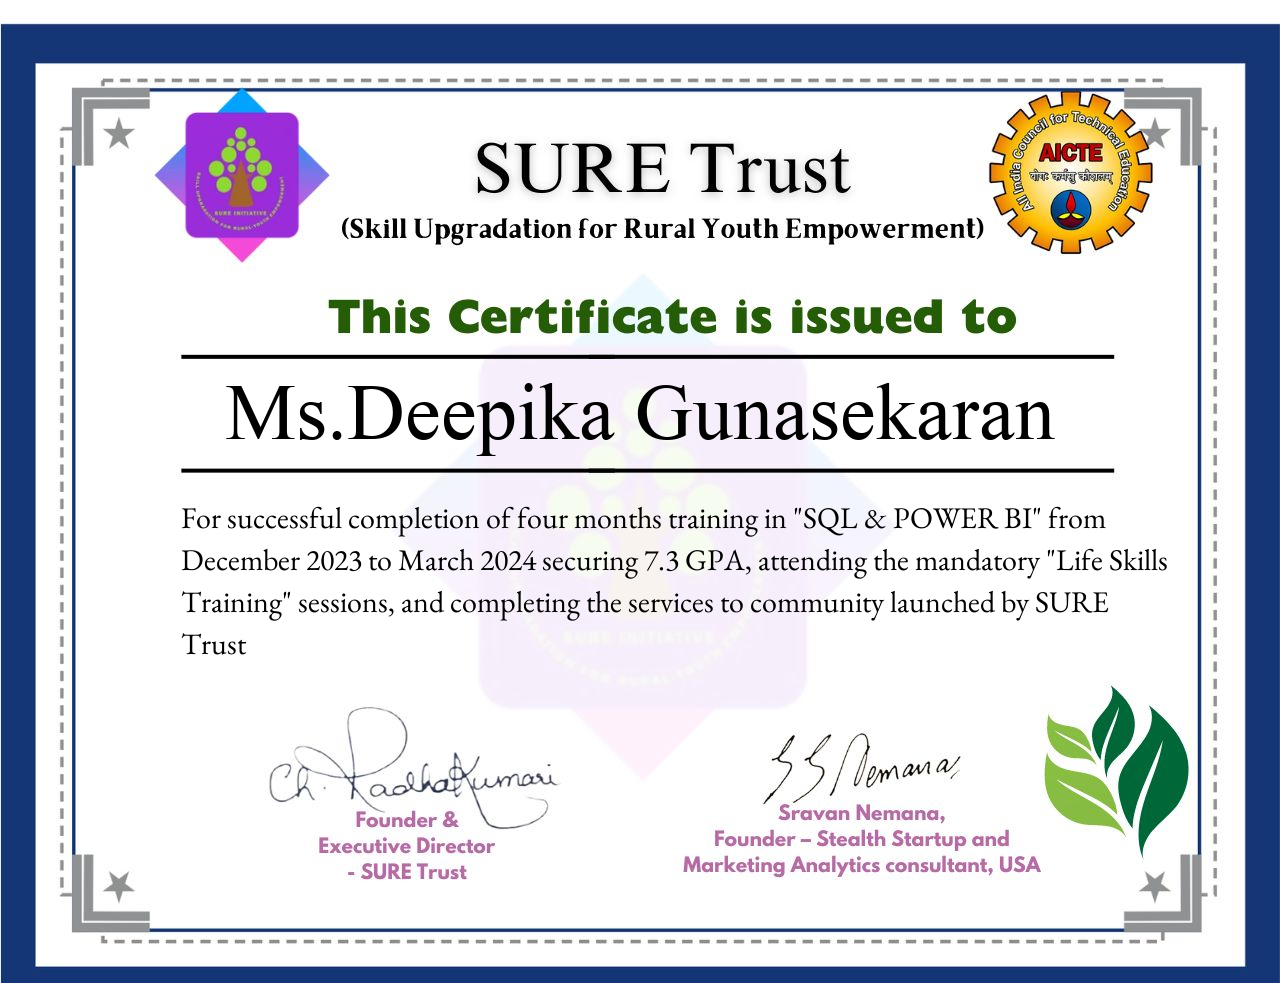 SURE Trust
(Skill Upgradation for Rural Youth Empowerment)
SKILL UPGRADATION FOR RURAL-YOUTH EMPOWERMENT
SURE INITIATIVE
All India Council for Technical Education
AICTE
योगः कर्मसु कौशलम्
This Certificate is issued to
Ms.Deepika Gunasekaran
For successful completion of four months training in "SQL & POWER BI" from
December 2023 to March 2024 securing 7.3 GPA, attending the mandatory "Life Skills
Training" sessions, and completing the services to community launched by SURE
Trust
SURE INITIATIVE
Ch. RadhaKumari
Founder &
Executive Director
- SURE Trust
S S Nemana
Sravan Nemana,
Founder – Stealth Startup and
Marketing Analytics consultant, USA